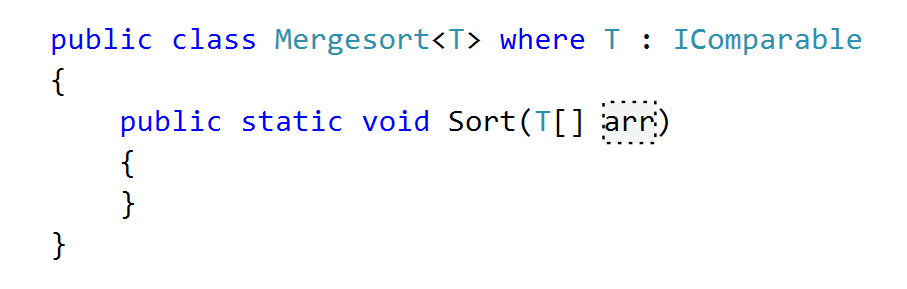 public class Mergesort<T> where T : IComparable
{
    public static void Sort(T[] arr)
    {
    }
}